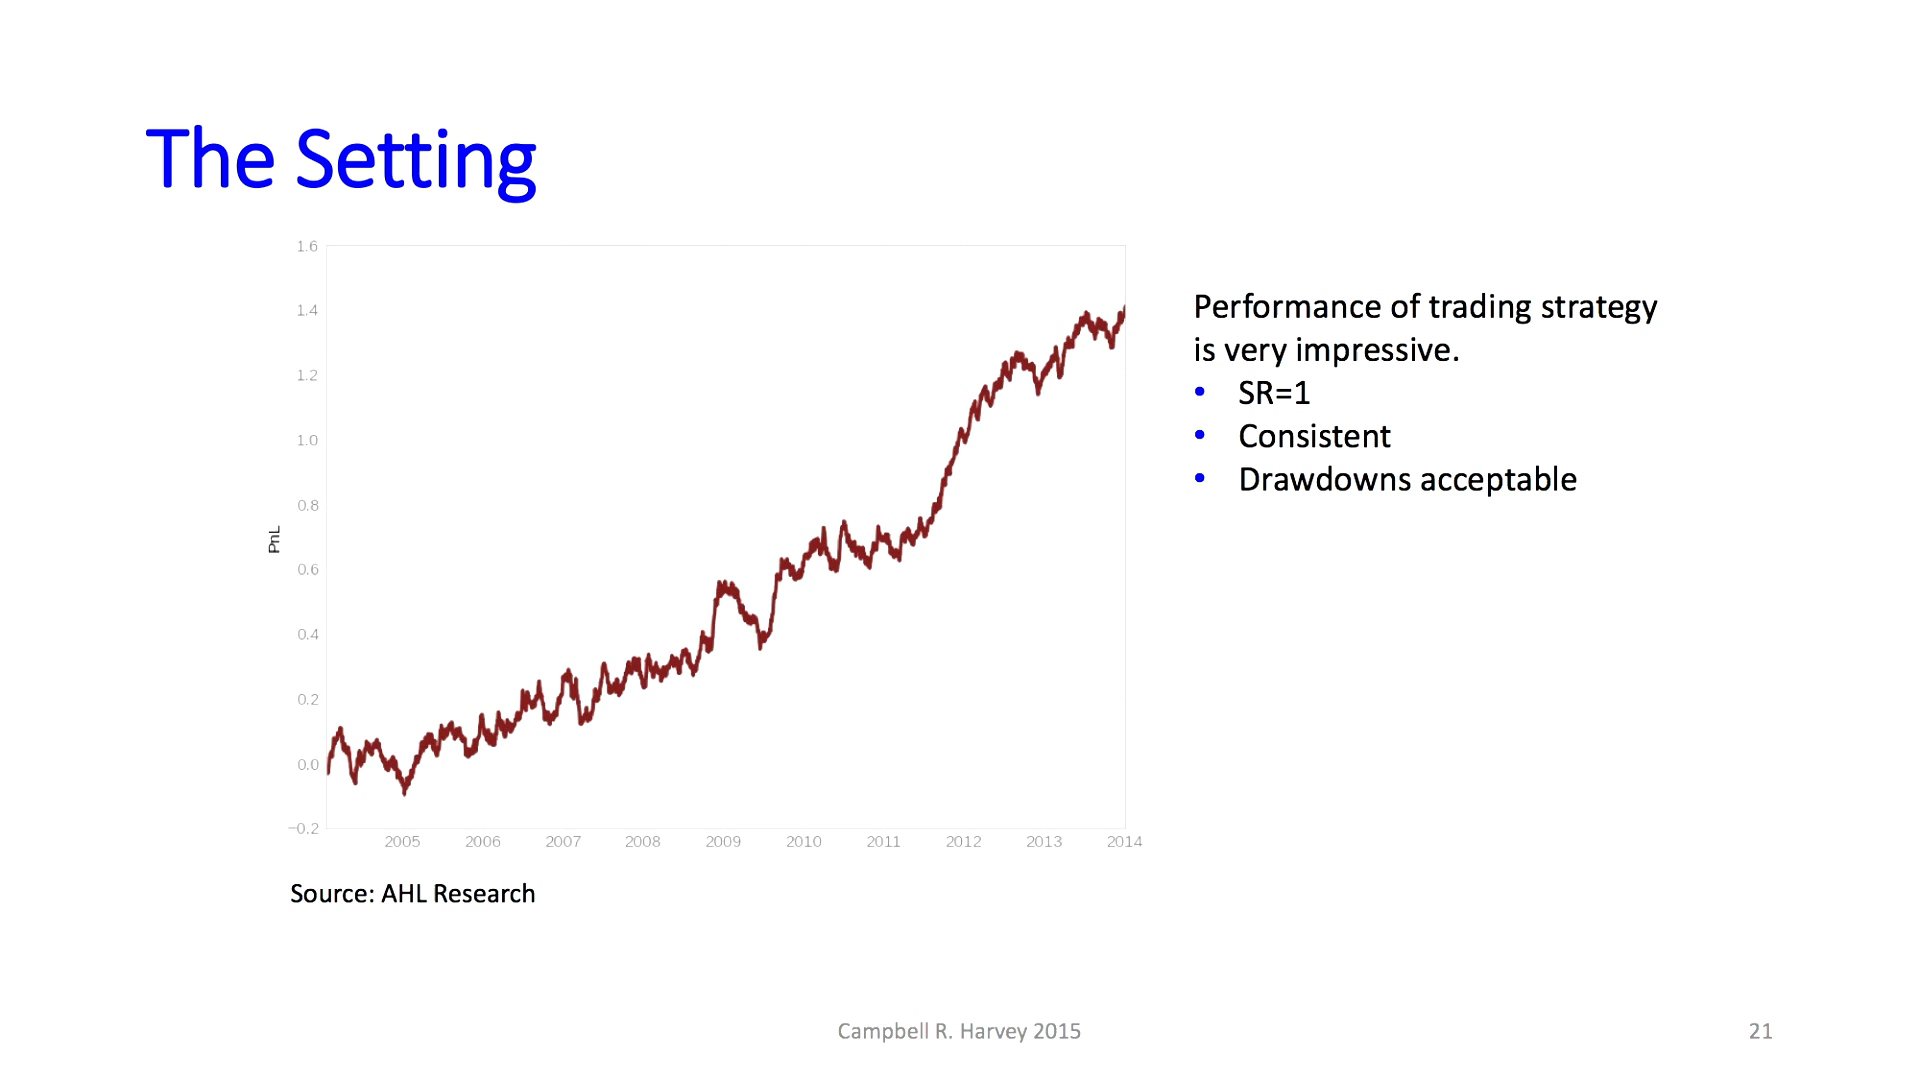 The Setting
1.6
1.4
1.2
1.0
0.8
0.6
0.4
0.2
0.0
−0.2
PnL
2005 2006 2007 2008 2009 2010 2011 2012 2013 2014
Performance of trading strategy
is very impressive.
• SR=1
• Consistent
• Drawdowns acceptable
Source: AHL Research
Campbell R. Harvey 2015
21